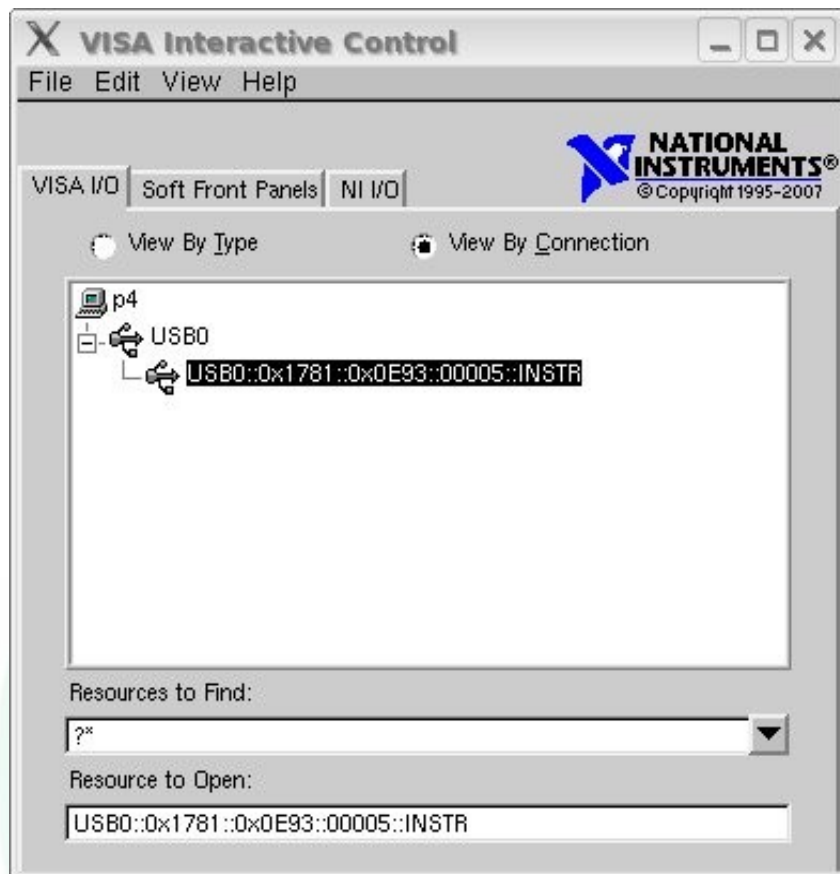 VISA Interactive Control
File Edit View Help
NATIONAL
INSTRUMENTS®
©Copyright 1995-2007
VISA I/O Soft Front Panels NI I/O
View By Type View By Connection
p4
USB0
USB0::0x1781::0x0E93::00005::INSTR
Resources to Find:
?*
Resource to Open:
USB0::0x1781::0x0E93::00005::INSTR